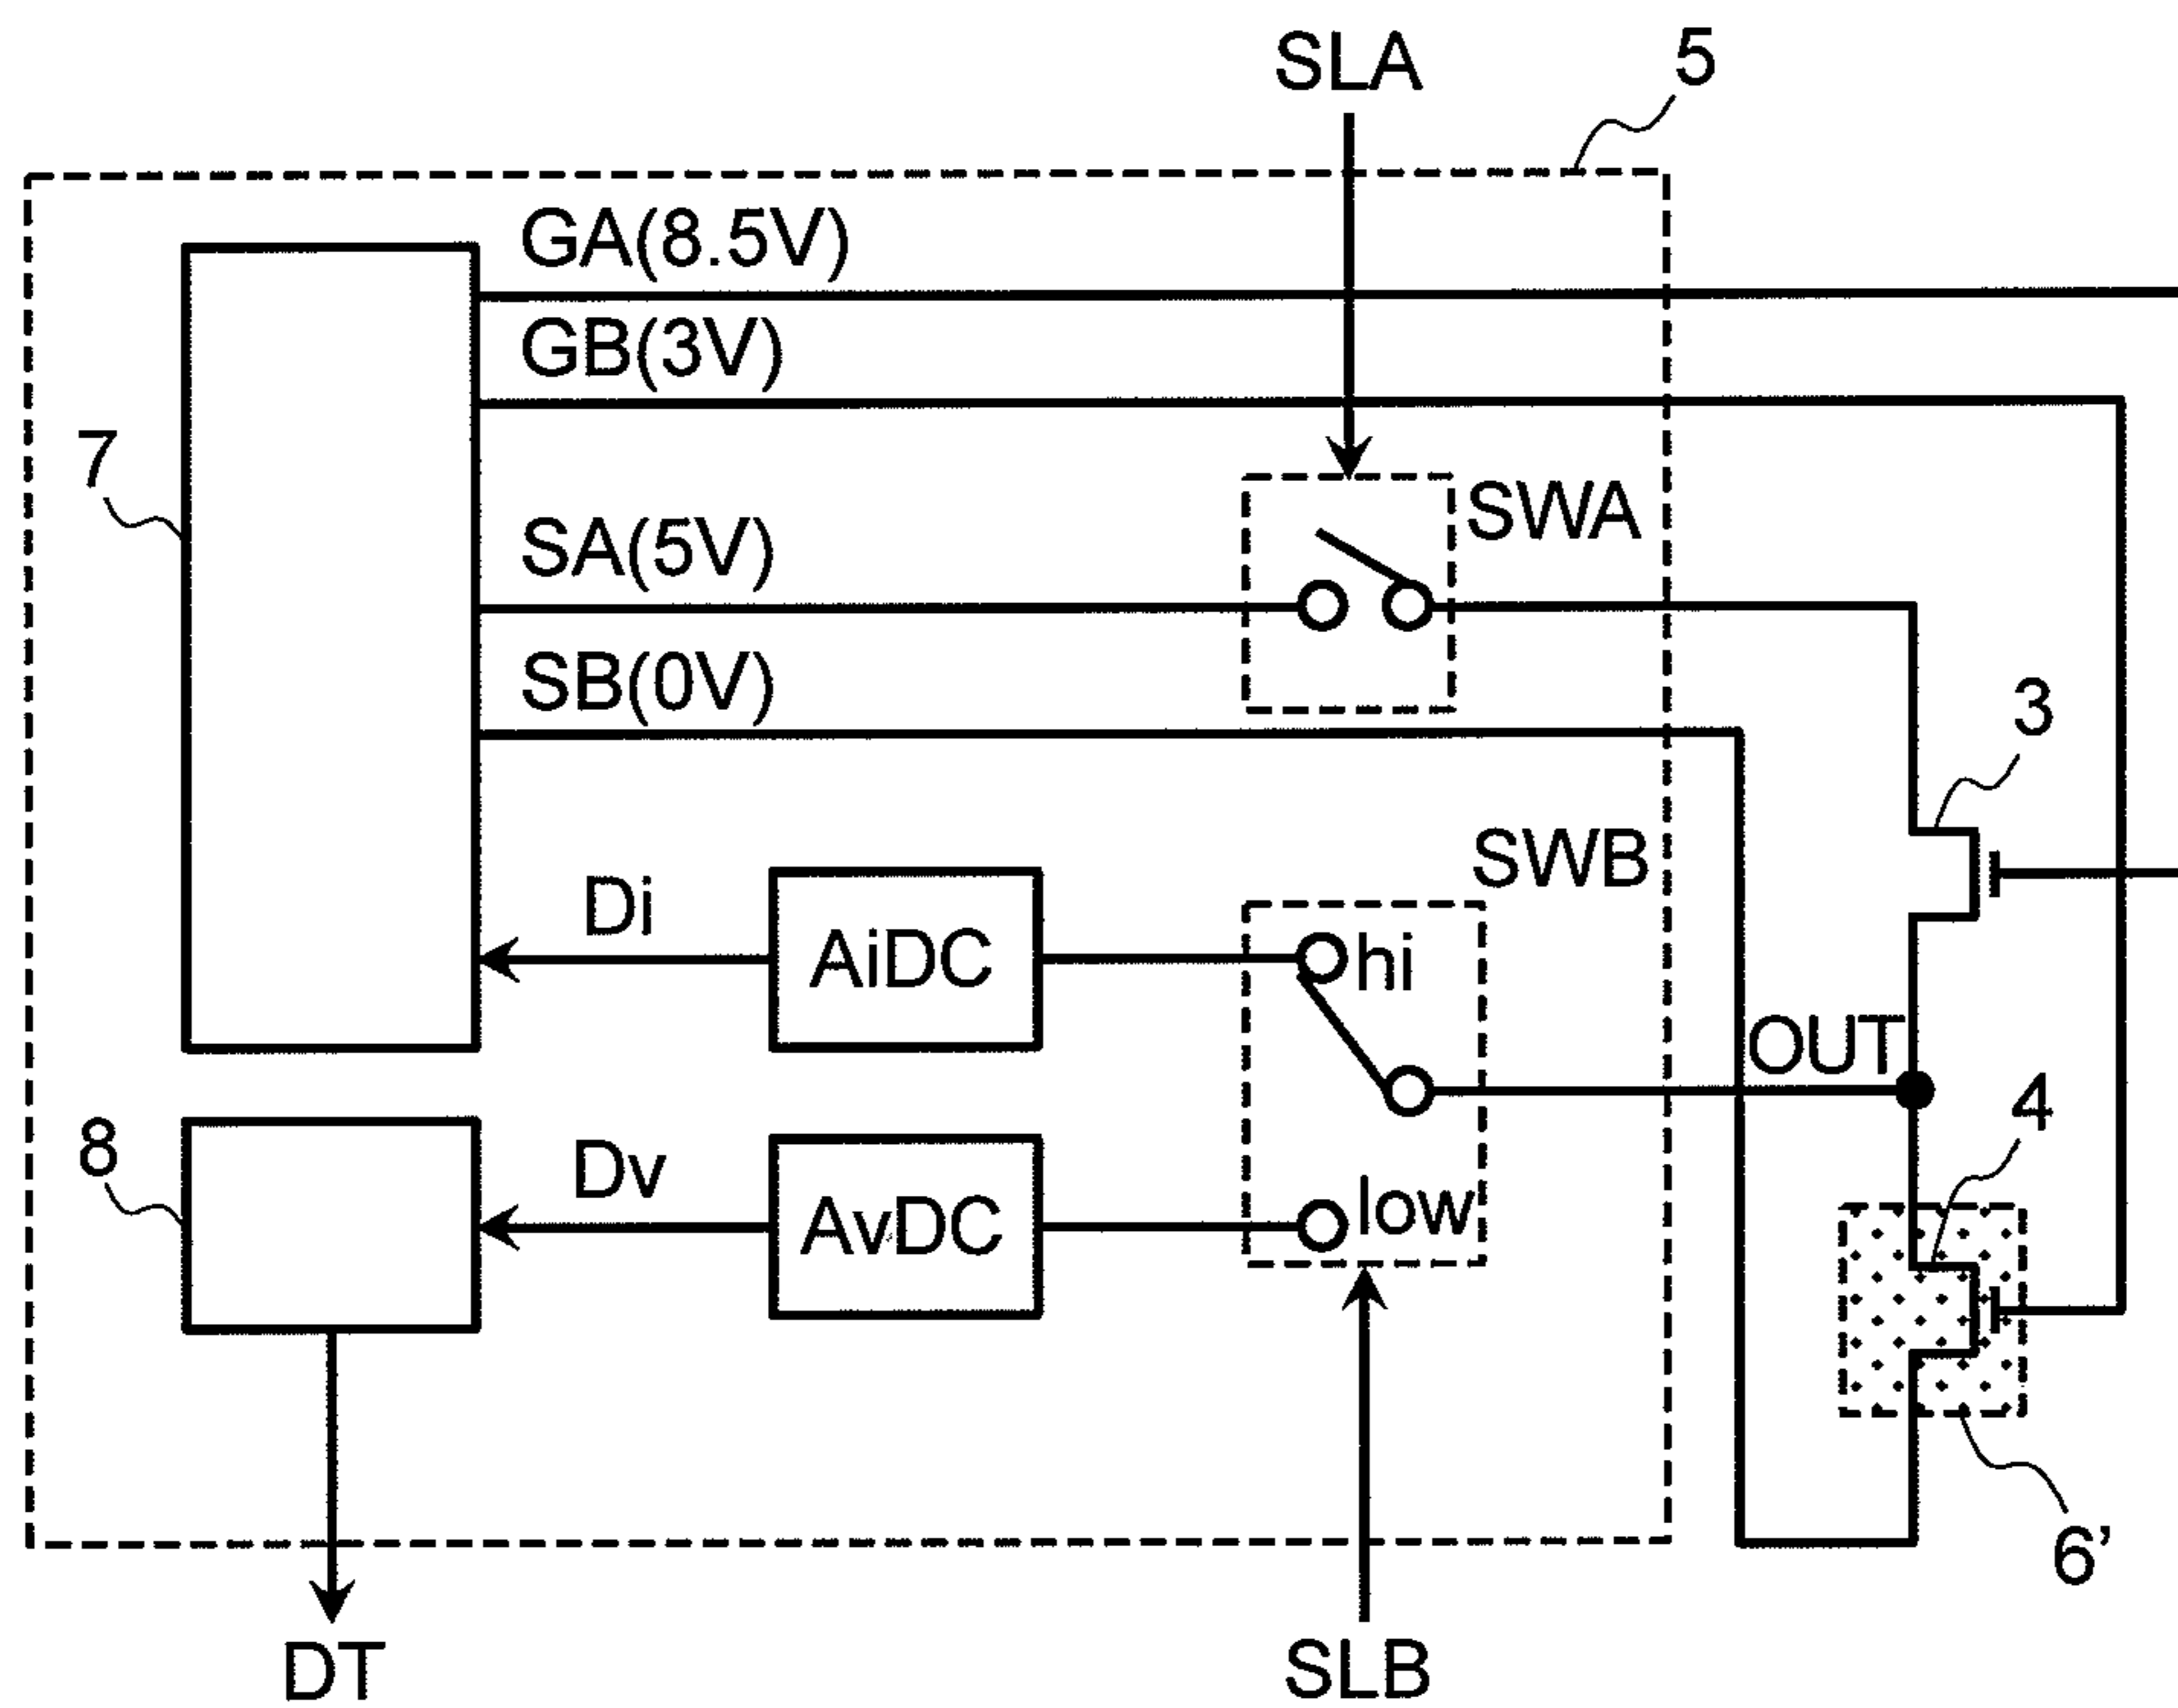 SLA
5
GA(8.5V)
GB(3V)
7
SA(5V)
SWA
SB(0V)
3
SWB
Di
AiDC
hi
OUT
4
8
Dv
AvDC
low
6’
DT
SLB